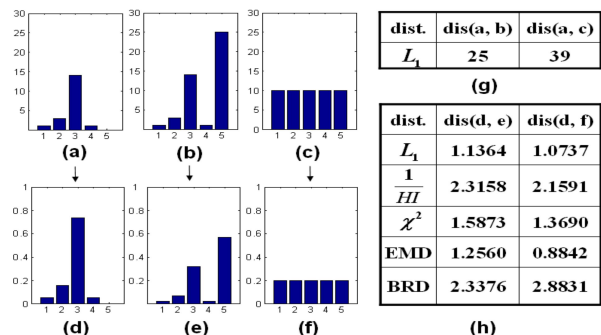 30 30 30
25 25 25
20 20 20
15 15 15
10 10 10
5 5 5
0 0 0
1 2 3 4 5 1 2 3 4 5 1 2 3 4 5
(a) (b) (c)
1 1 1
0.8 0.8 0.8
0.6 0.6 0.6
0.4 0.4 0.4
0.2 0.2 0.2
0 0 0
1 2 3 4 5 1 2 3 4 5 1 2 3 4 5
(d) (e) (f)
dist. dis(a, b) dis(a, c)
L₁ 25 39
(g)
dist. dis(d, e) dis(d, f)
L₁ 1.1364 1.0737
1/HI 2.3158 2.1591
χ² 1.5873 1.3690
EMD 1.2560 0.8842
BRD 2.3376 2.8831
(h)